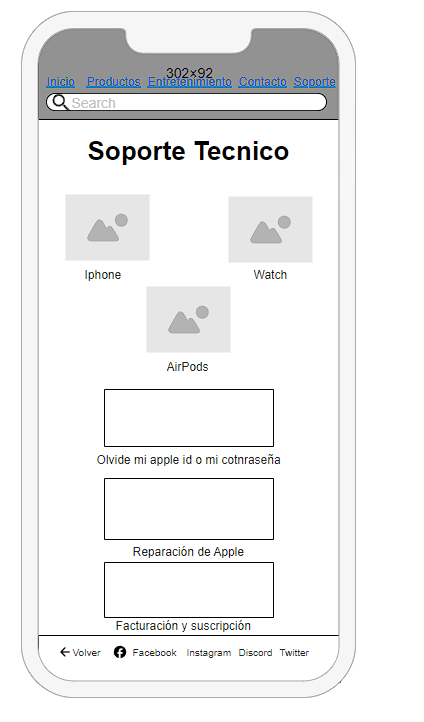 302×92
Inicio Productos Entretenimiento Contacto Soporte
Search
Soporte Tecnico
Iphone Watch
AirPods
Olvide mi apple id o mi cotnraseña
Reparación de Apple
Facturación y suscripción
Volver Facebook Instagram Discord Twitter